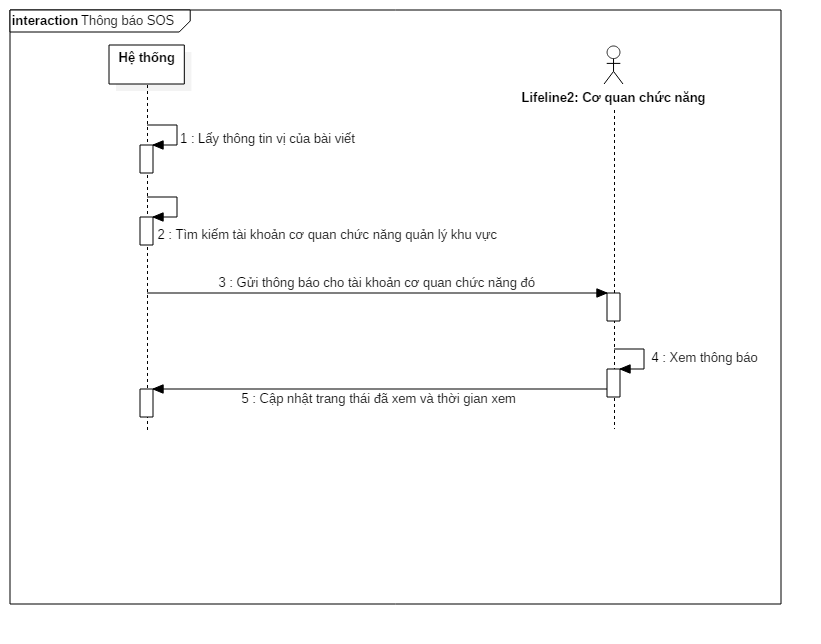 interaction Thông báo SOS
Hệ thống
Lifeline2: Cơ quan chức năng
1 : Lấy thông tin vị của bài viết
2 : Tìm kiếm tài khoản cơ quan chức năng quản lý khu vực
3 : Gửi thông báo cho tài khoản cơ quan chức năng đó
4 : Xem thông báo
5 : Cập nhật trang thái đã xem và thời gian xem